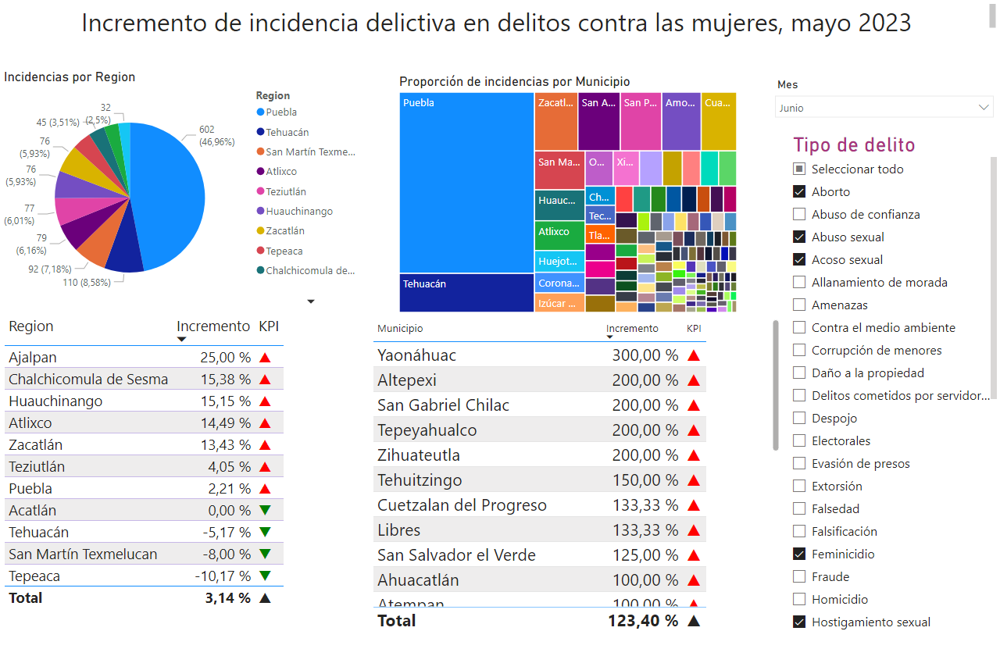 Incremento de incidencia delictiva en delitos contra las mujeres, mayo 2023
Incidencias por Region
32
(2,5%)
45 (3,51%)
76
(5,93%)
76
(5,93%)
77
(6,01%)
79
(6,16%)
92 (7,18%)
110 (8,58%)
602
(46,96%)
Region
Puebla
Tehuacán
San Martín Texme...
Atlixco
Teziutlán
Huauchinango
Zacatlán
Tepeaca
Chalchicomula de...
Proporción de incidencias por Municipio
Puebla
Tehuacán
Zacatl...
San A...
San P...
Amo...
Cua...
San Ma...
O...
Xi...
Huauc...
Ch...
Tec...
Atlixco
Tla...
Huejot...
Corona...
Izúcar ...
Mes
Junio
Tipo de delito
Seleccionar todo
Aborto
Abuso de confianza
Abuso sexual
Acoso sexual
Allanamiento de morada
Amenazas
Contra el medio ambiente
Corrupción de menores
Daño a la propiedad
Delitos cometidos por servidor...
Despojo
Electorales
Evasión de presos
Extorsión
Falsedad
Falsificación
Feminicidio
Fraude
Homicidio
Hostigamiento sexual
Region Incremento KPI
Ajalpan 25,00 %
Chalchicomula de Sesma 15,38 %
Huauchinango 15,15 %
Atlixco 14,49 %
Zacatlán 13,43 %
Teziutlán 4,05 %
Puebla 2,21 %
Acatlán 0,00 %
Tehuacán -5,17 %
San Martín Texmelucan -8,00 %
Tepeaca -10,17 %
Total 3,14 %
Municipio Incremento KPI
Yaonáhuac 300,00 %
Altepexi 200,00 %
San Gabriel Chilac 200,00 %
Tepeyahualco 200,00 %
Zihuateutla 200,00 %
Tehuitzingo 150,00 %
Cuetzalan del Progreso 133,33 %
Libres 133,33 %
San Salvador el Verde 125,00 %
Ahuacatlán 100,00 %
Atempan 100,00 %
Total 123,40 %